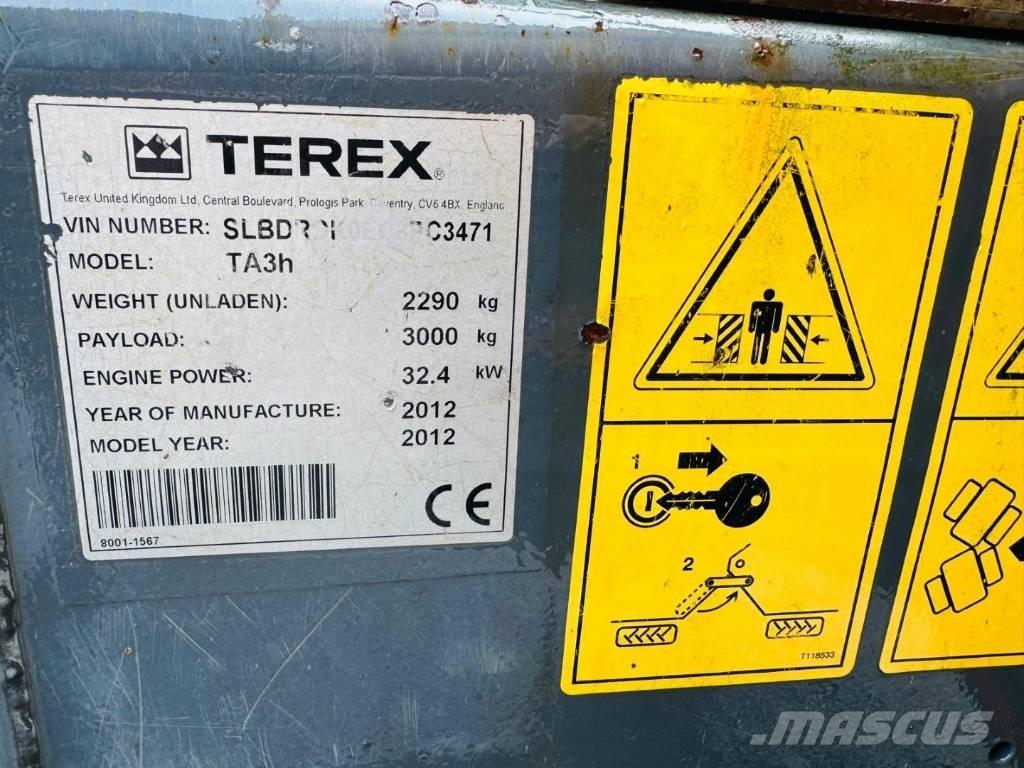 TEREX®
Terex United Kingdom Ltd, Central Boulevard, Prologis Park, CV6 4BX, England
VIN NUMBER:
MODEL: TA3h
WEIGHT (UNLADEN): 2290 kg
PAYLOAD: 3000 kg
ENGINE POWER: 32.4 kW
YEAR OF MANUFACTURE: 2012
MODEL YEAR: 2012
8001-1567
CE
1
2
T118533
MASCUS